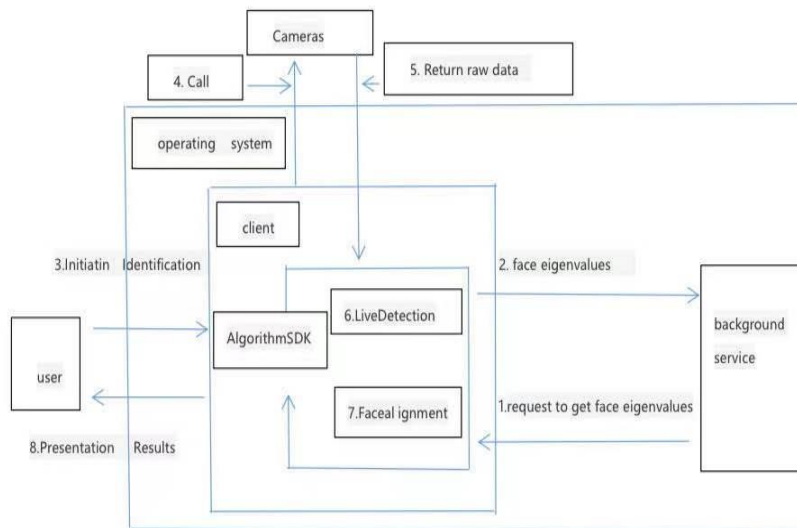 Cameras
4. Call
5. Return raw data
operating system
client
3.Initiatin Identification
2. face eigenvalues
6.LiveDetection
AlgorithmSDK
background
service
user
7.Faceal ignment
1.request to get face eigenvalues
8.Presentation Results